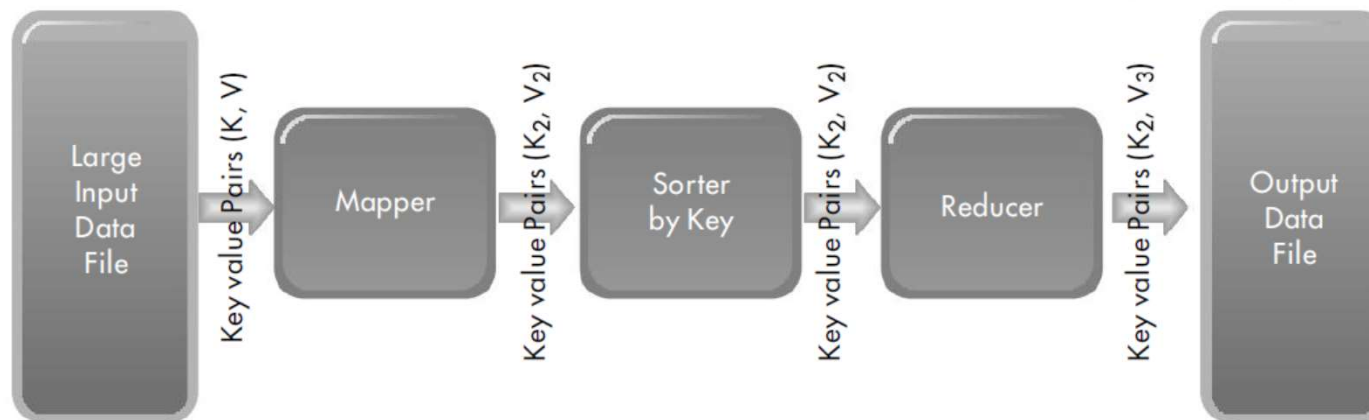 Large
Input
Data
File
Key value Pairs (K, V)
Mapper
Key value Pairs (K₂, V₂)
Sorter
by Key
Key value Pairs (K₂, V₂)
Reducer
Key value Pairs (K₂, V₃)
Output
Data
File